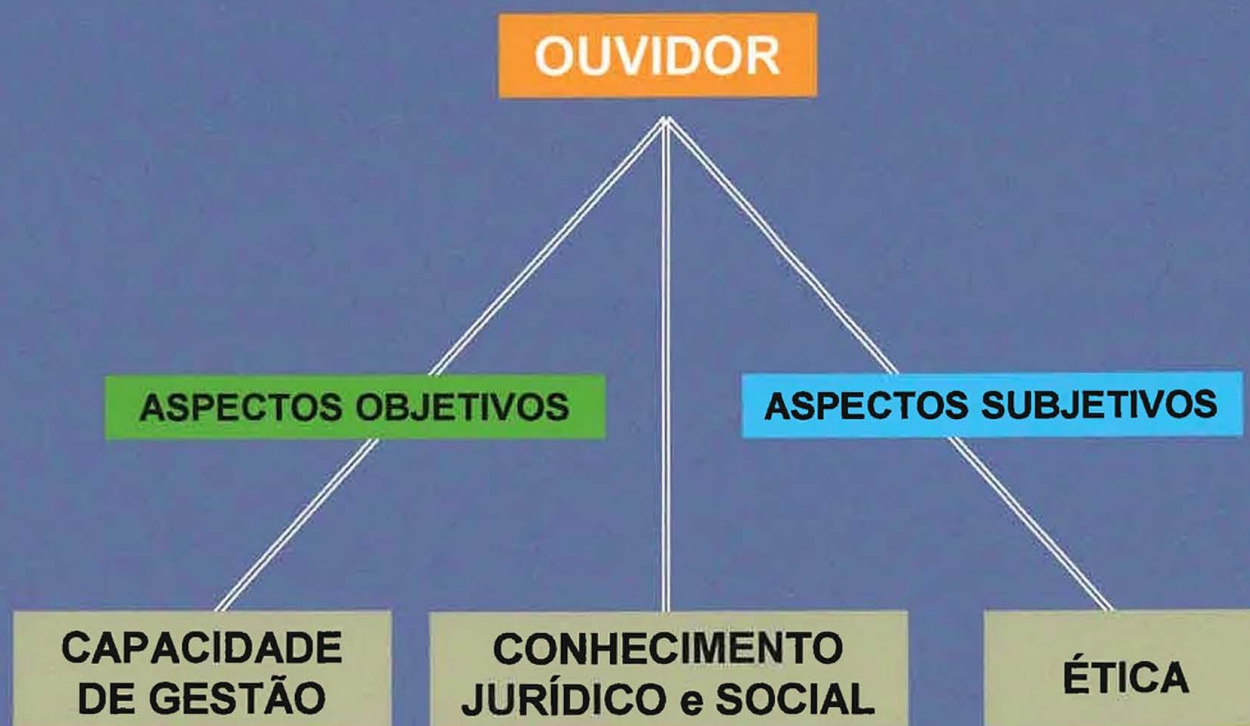 OUVIDOR
ASPECTOS OBJETIVOS
ASPECTOS SUBJETIVOS
CAPACIDADE
DE GESTÃO
CONHECIMENTO
JURÍDICO e SOCIAL
ÉTICA